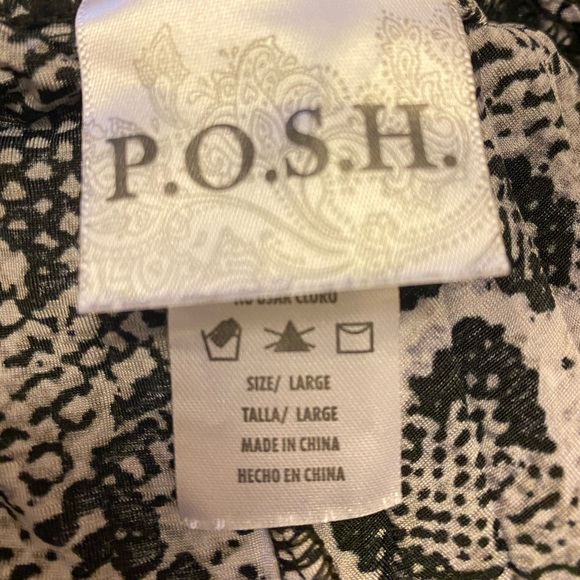 P.O.S.H.
NO USAR CLORO
SIZE/ LARGE
TALLA/ LARGE
MADE IN CHINA
HECHO EN CHINA